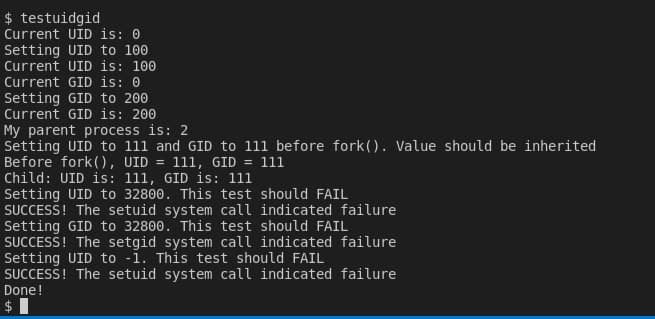 $ testuidgid
Current UID is: 0
Setting UID to 100
Current UID is: 100
Current GID is: 0
Setting GID to 200
Current GID is: 200
My parent process is: 2
Setting UID to 111 and GID to 111 before fork(). Value should be inherited
Before fork(), UID = 111, GID = 111
Child: UID is: 111, GID is: 111
Setting UID to 32800. This test should FAIL
SUCCESS! The setuid system call indicated failure
Setting GID to 32800. This test should FAIL
SUCCESS! The setgid system call indicated failure
Setting UID to -1. This test should FAIL
SUCCESS! The setuid system call indicated failure
Done!
$